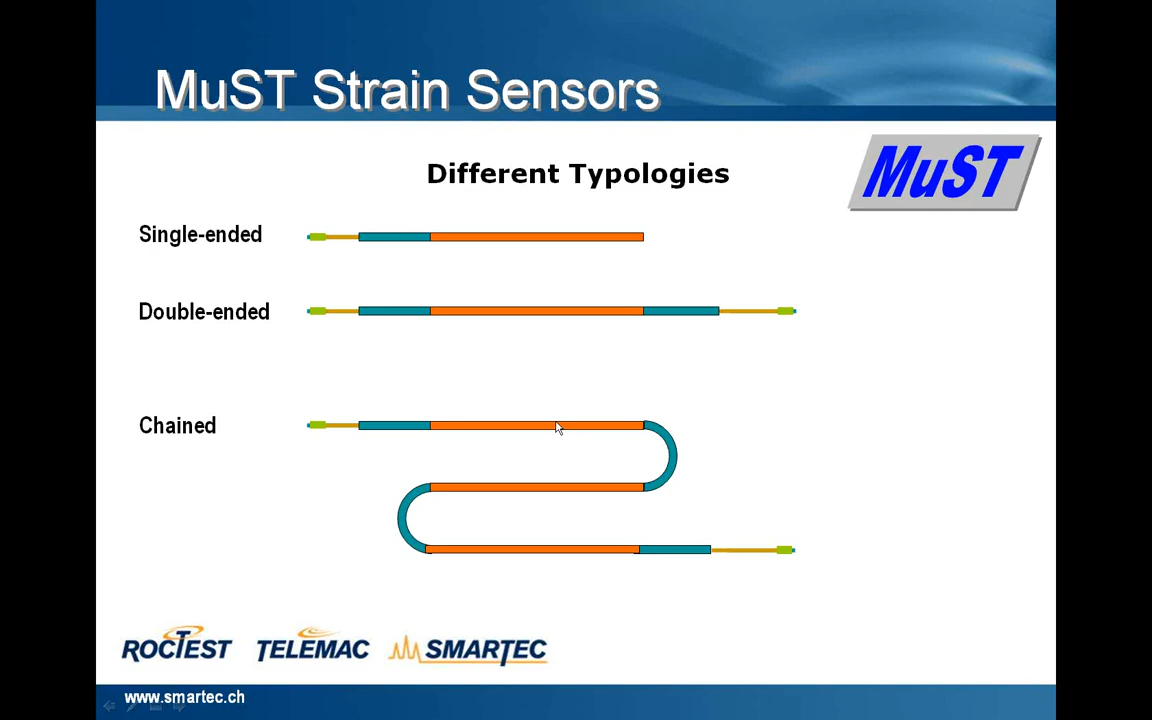 MuST Strain Sensors
Different Typologies
MuST
Single-ended
Double-ended
Chained
ROCTEST TELEMAC SMARTEC
www.smartec.ch